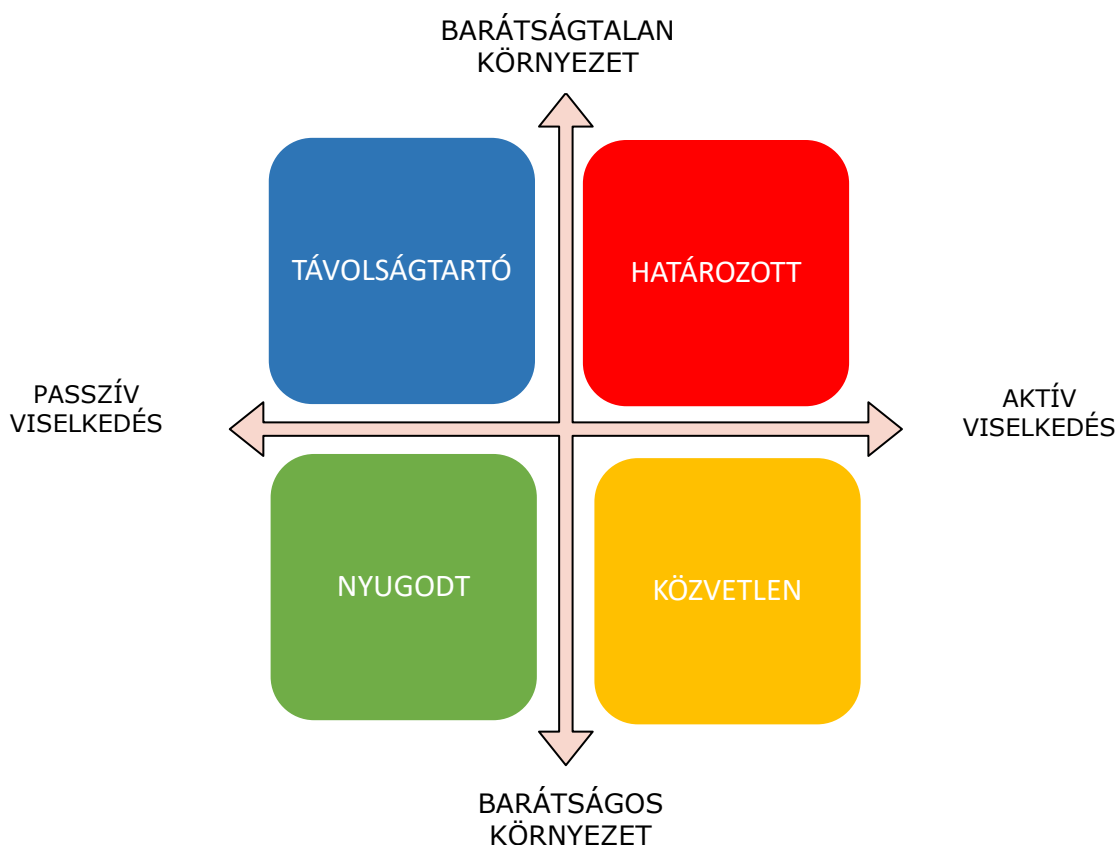 BARÁTSÁGTALAN
KÖRNYEZET
TÁVOLSÁGTARTÓ
HATÁROZOTT
PASSZÍV
VISELKEDÉS
AKTÍV
VISELKEDÉS
NYUGODT
KÖZVETLEN
BARÁTSÁGOS
KÖRNYEZET